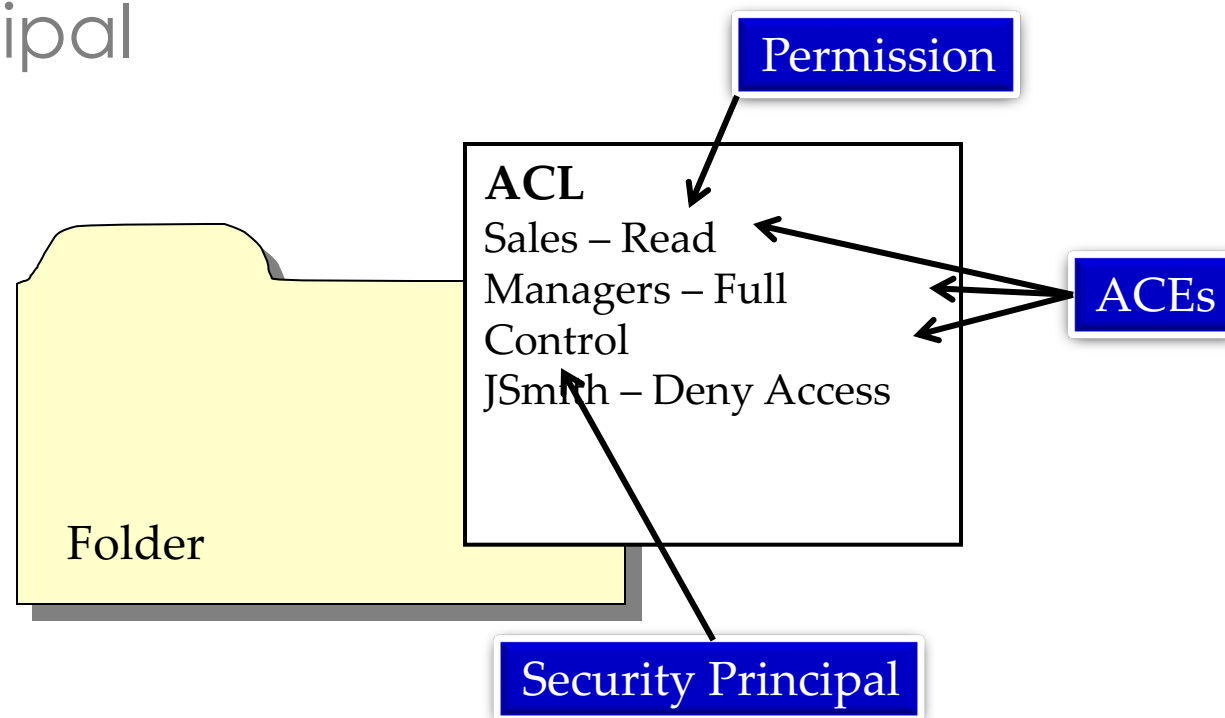 ipal
Permission
ACL
Sales – Read
Managers – Full
Control
JSmith – Deny Access
ACEs
Folder
Security Principal